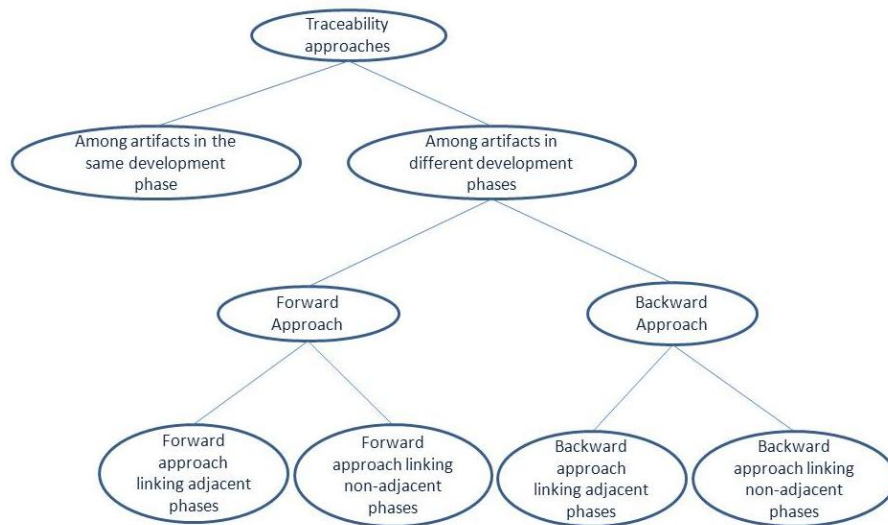 Traceability
approaches
Among artifacts in the
same development
phase
Among artifacts in
different development
phases
Forward
Approach
Backward
Approach
Forward
approach
linking adjacent
phases
Forward
approach linking
non-adjacent
phases
Backward
approach
linking adjacent
phases
Backward
approach linking
non-adjacent
phases